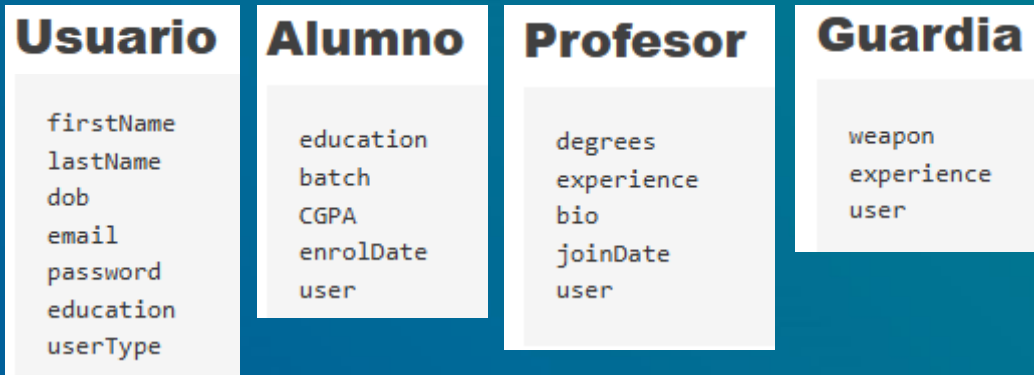 Usuario
firstName
lastName
dob
email
password
education
userType
Alumno
education
batch
CGPA
enrolDate
user
Profesor
degrees
experience
bio
joinDate
user
Guardia
weapon
experience
user